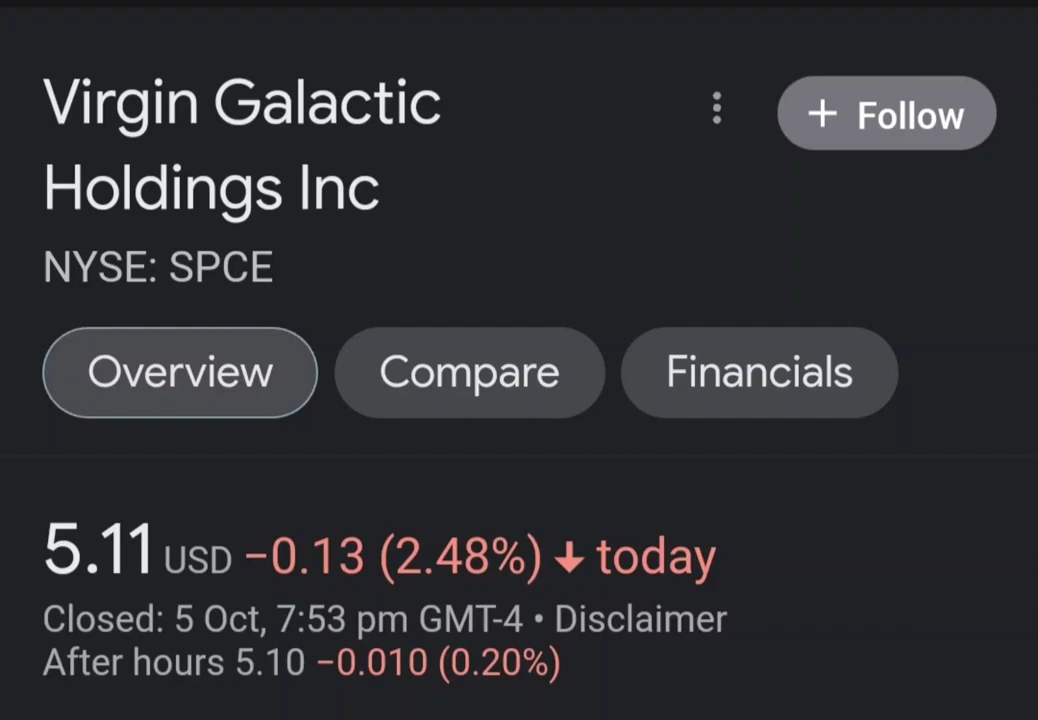 Virgin Galactic
Holdings Inc
+ Follow
NYSE: SPCE
Overview Compare Financials
5.11 USD −0.13 (2.48%) ↓ today
Closed: 5 Oct, 7:53 pm GMT-4 • Disclaimer
After hours 5.10 −0.010 (0.20%)